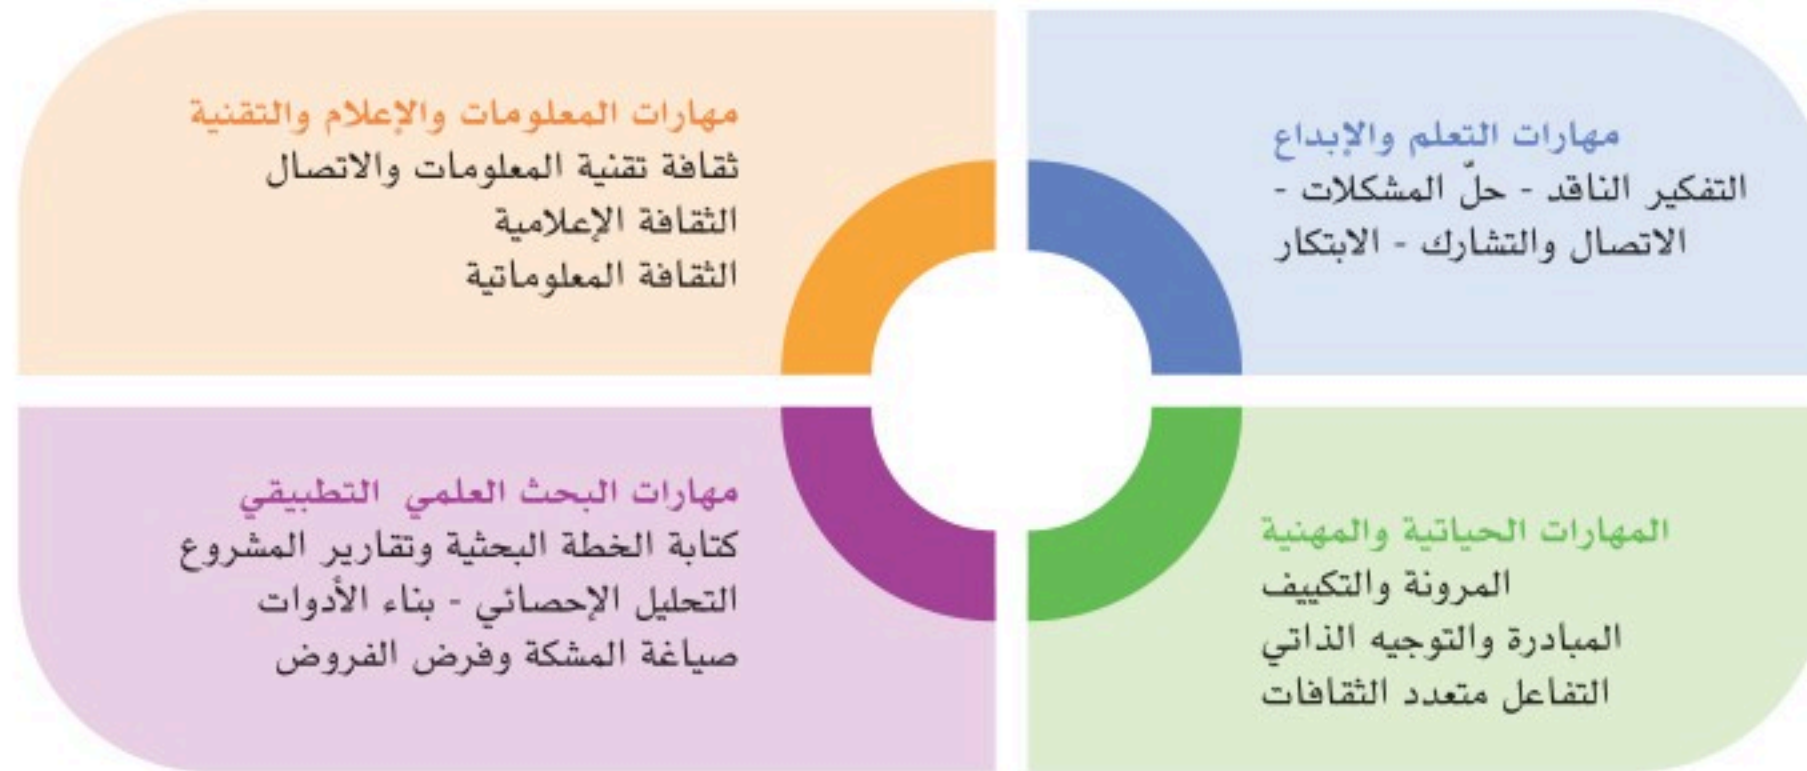 مهارات التعلم والإبداع
التفكير الناقد - حلّ المشكلات -
الاتصال والتشارك - الابتكار
مهارات المعلومات والإعلام والتقنية
ثقافة تقنية المعلومات والاتصال
الثقافة الإعلامية
الثقافة المعلوماتية
المهارات الحياتية والمهنية
المرونة والتكييف
المبادرة والتوجيه الذاتي
التفاعل متعدد الثقافات
مهارات البحث العلمي التطبيقي
كتابة الخطة البحثية وتقارير المشروع
التحليل الإحصائي - بناء الأدوات
صياغة المشكة وفرض الفروض